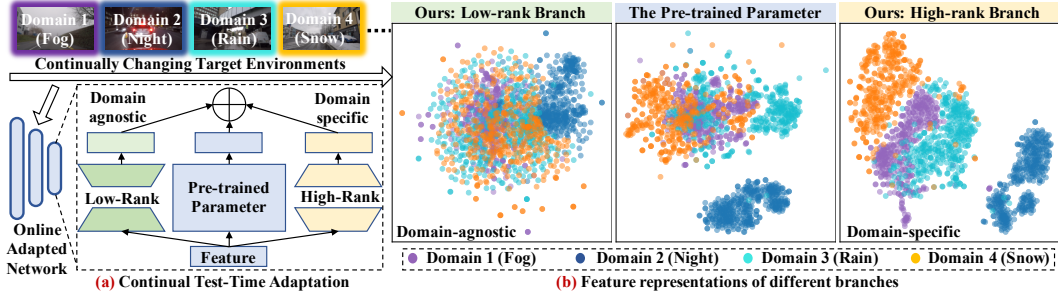 Domain 1
(Fog)
Domain 2
(Night)
Domain 3
(Rain)
Domain 4
(Snow)
Continually Changing Target Environments
Domain
agnostic
Domain
specific
Low-Rank
Pre-trained
Parameter
High-Rank
Feature
Online
Adapted
Network
(a) Continual Test-Time Adaptation
Ours: Low-rank Branch
The Pre-trained Parameter
Ours: High-rank Branch
Domain-agnostic
Domain-specific
Domain 1 (Fog)
Domain 2 (Night)
Domain 3 (Rain)
Domain 4 (Snow)
(b) Feature representations of different branches